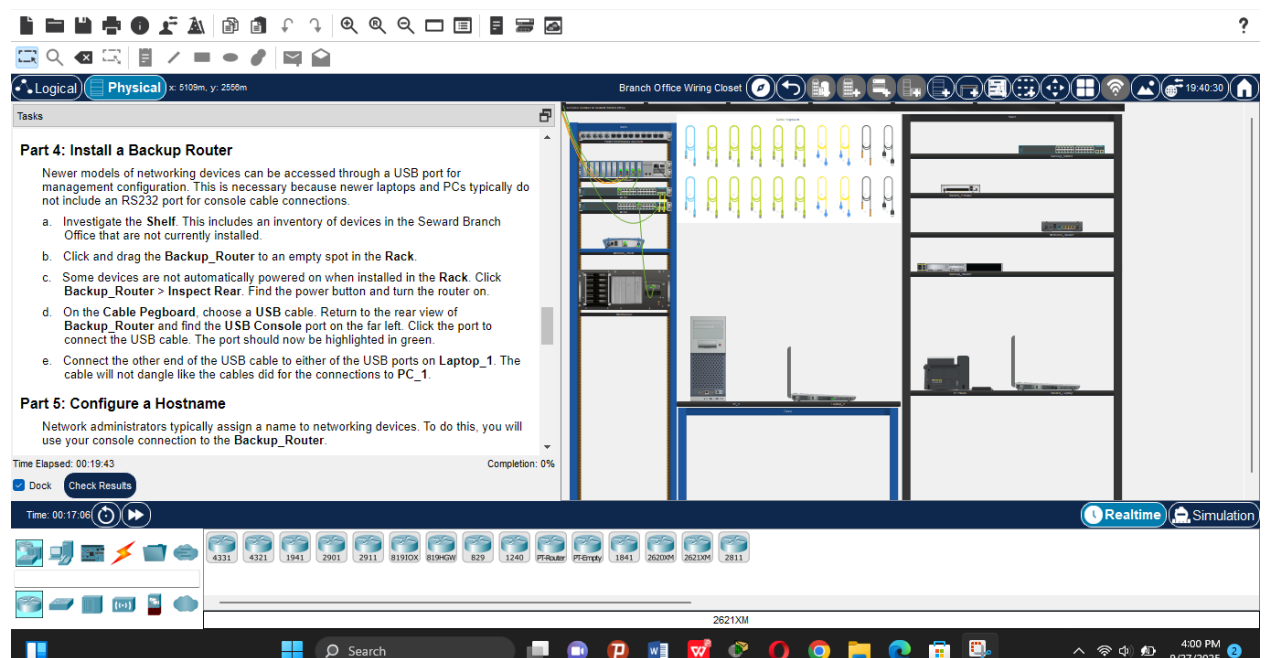 ?
Logical
Physical
x: 5109m, y: 2556m
Branch Office Wiring Closet
19:40:30
Tasks
Part 4: Install a Backup Router
Newer models of networking devices can be accessed through a USB port for
management configuration. This is necessary because newer laptops and PCs typically do
not include an RS232 port for console cable connections.
a. Investigate the Shelf. This includes an inventory of devices in the Seward Branch
Office that are not currently installed.
b. Click and drag the Backup_Router to an empty spot in the Rack.
c. Some devices are not automatically powered on when installed in the Rack. Click
Backup_Router > Inspect Rear. Find the power button and turn the router on.
d. On the Cable Pegboard, choose a USB cable. Return to the rear view of
Backup_Router and find the USB Console port on the far left. Click the port to
connect the USB cable. The port should now be highlighted in green.
e. Connect the other end of the USB cable to either of the USB ports on Laptop_1. The
cable will not dangle like the cables did for the connections to PC_1.
Part 5: Configure a Hostname
Network administrators typically assign a name to networking devices. To do this, you will
use your console connection to the Backup_Router.
Time Elapsed: 00:19:43
Completion: 0%
Dock
Check Results
Time: 00:17:06
Realtime
Simulation
4331
4321
1941
2901
2911
819IOX
819HGW
829
1240
PT-Router
PT-Empty
1841
2620XM
2621XM
2811
2621XM
Search
4:00 PM
2